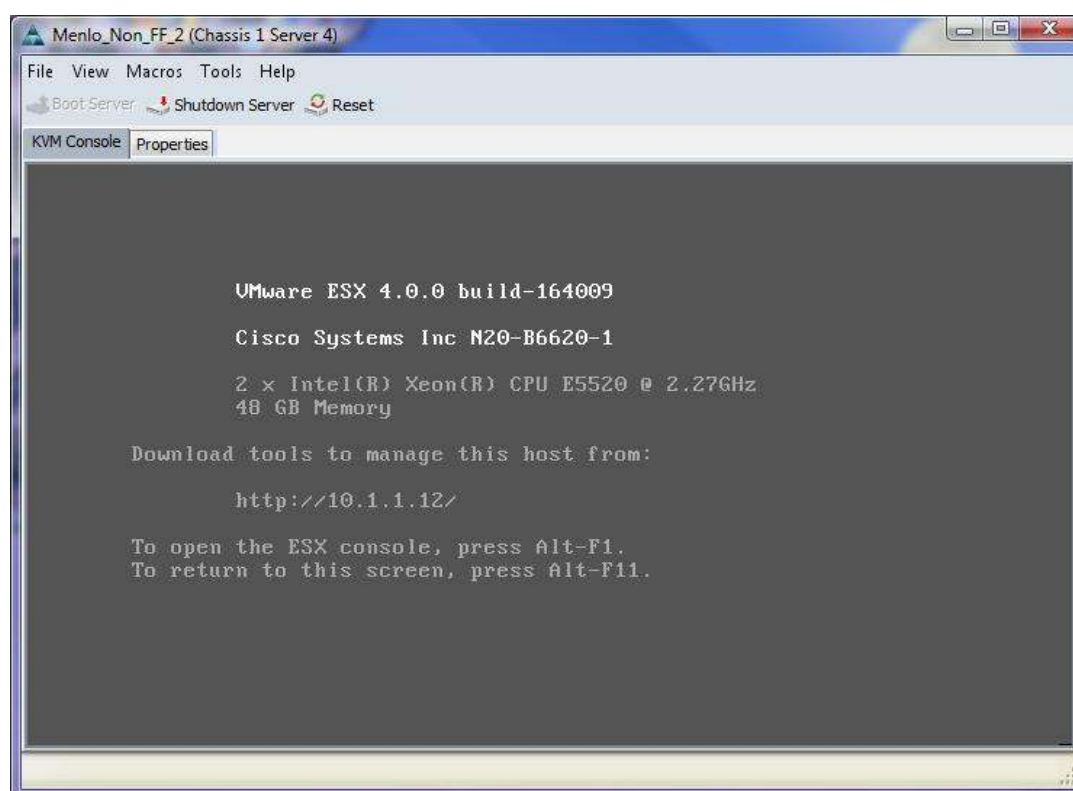 Menlo_Non_FF_2 (Chassis 1 Server 4)
File View Macros Tools Help
Boot Server Shutdown Server Reset
KVM Console Properties
VMware ESX 4.0.0 build-164009
Cisco Systems Inc N20-B6620-1
2 x Intel(R) Xeon(R) CPU E5520 @ 2.27GHz
48 GB Memory
Download tools to manage this host from:
http://10.1.1.12/
To open the ESX console, press Alt-F1.
To return to this screen, press Alt-F11.